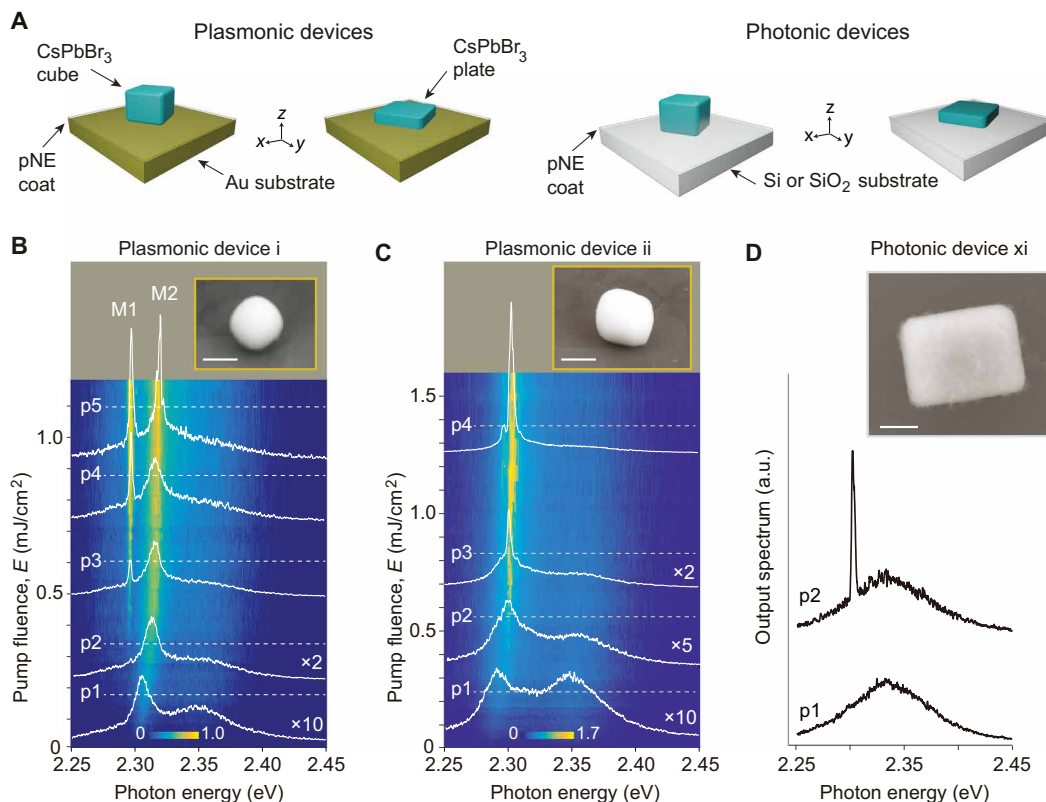 A
Plasmonic devices
Photonic devices
CsPbBr₃
cube
CsPbBr₃
plate
z
x
y
z
x
y
pNE
coat
Au substrate
pNE
coat
Si or SiO₂ substrate
B
Plasmonic device i
M1
M2
p5
p4
p3
p2
×2
p1
×10
0
1.0
1.0
0.5
0
Pump fluence, E (mJ/cm²)
2.25
2.30
2.35
2.40
2.45
Photon energy (eV)
C
Plasmonic device ii
p4
p3
×2
p2
×5
p1
×10
0
1.7
1.5
1.0
0.5
0
Pump fluence, E (mJ/cm²)
2.25
2.30
2.35
2.40
2.45
Photon energy (eV)
D
Photonic device xi
p2
p1
Output spectrum (a.u.)
2.25
2.35
2.45
Photon energy (eV)